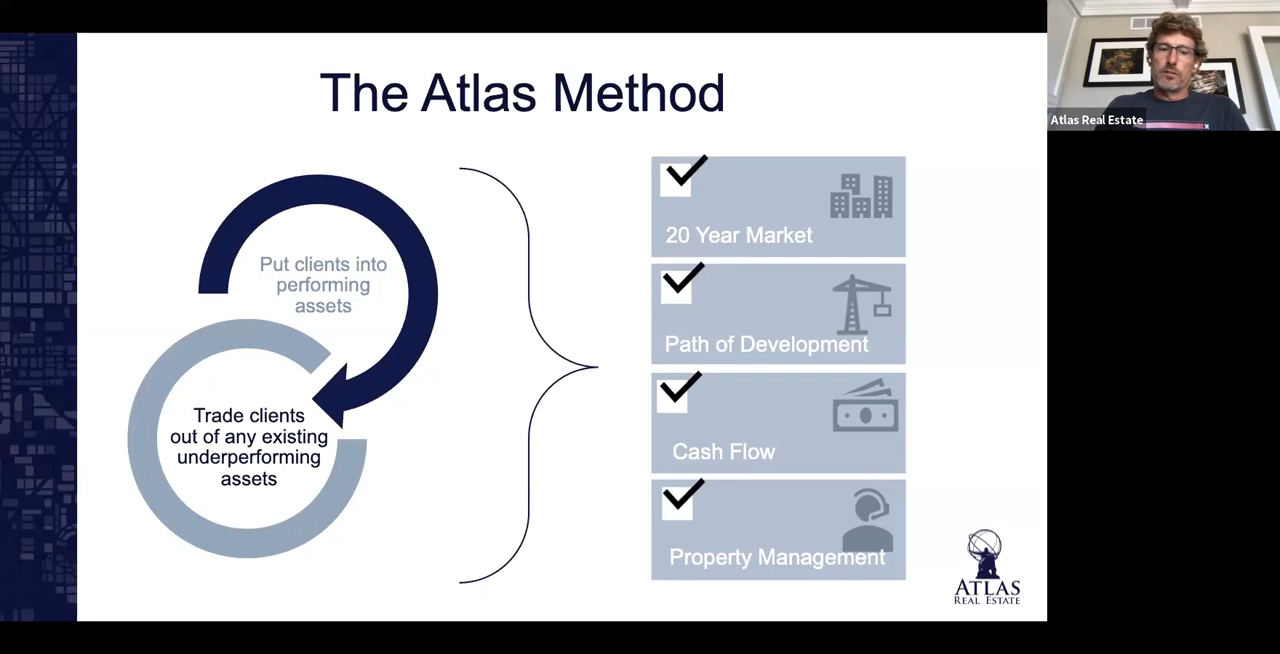 The Atlas Method
Put clients into
performing
assets
Trade clients
out of any existing
underperforming
assets
20 Year Market
Path of Development
Cash Flow
Property Management
ATLAS
REAL ESTATE
Atlas Real Estate